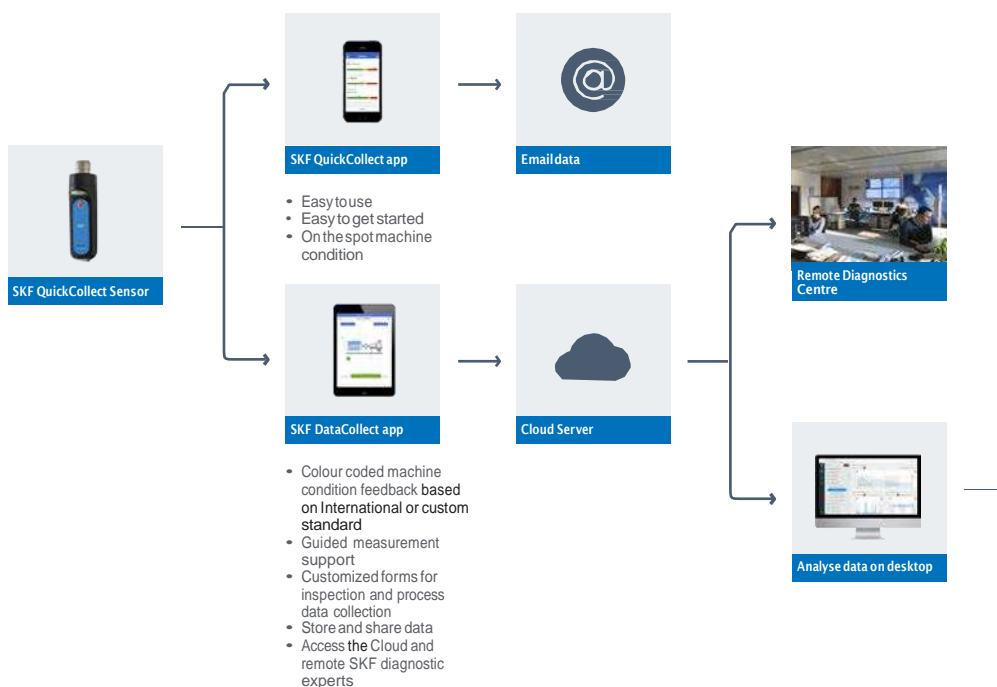 SKF QuickCollect Sensor
SKF QuickCollect app
• Easy to use
• Easy to get started
• On the spot machine
condition
Email data
SKF DataCollect app
• Colour coded machine
condition feedback based
on International or custom
standard
• Guided measurement
support
• Customized forms for
inspection and process
data collection
• Store and share data
• Access the Cloud and
remote SKF diagnostic
experts
Cloud Server
Remote Diagnostics
Centre
Analyse data on desktop